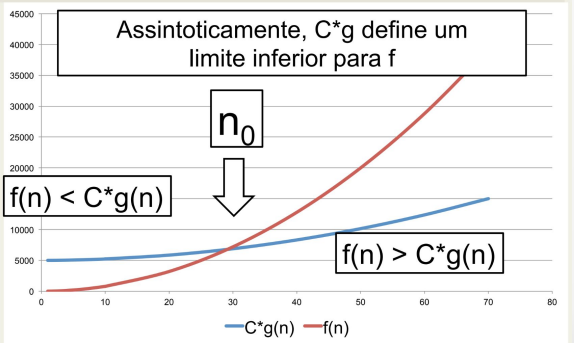 Assintoticamente, C*g define um
limite inferior para f
n0
f(n) < C*g(n)
f(n) > C*g(n)
45000
40000
35000
30000
25000
20000
10000
5000
0
0 10 20 30 40 50 60 70 80
C*g(n) f(n)